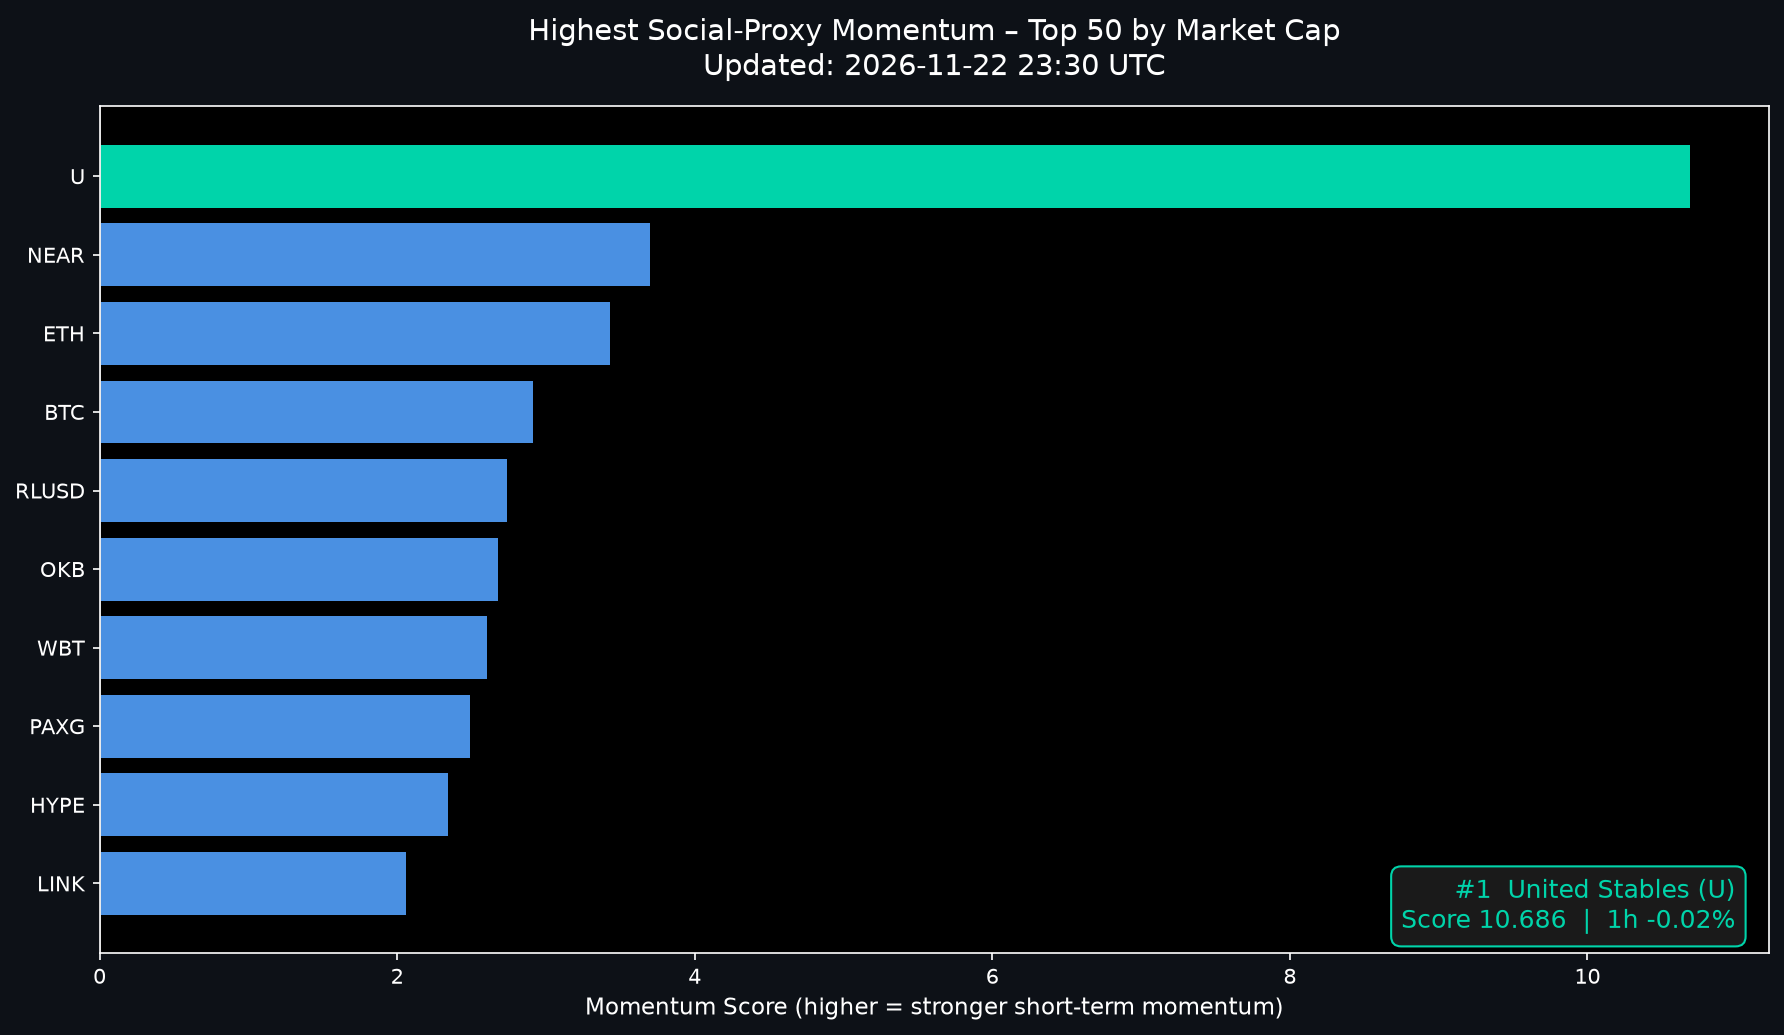 Highest Social-Proxy Momentum – Top 50 by Market Cap
Updated: 2026-11-22 23:30 UTC
U
NEAR
ETH
BTC
RLUSD
OKB
WBT
PAXG
HYPE
LINK
#1  United Stables (U)
Score 10.686  |  1h -0.02%
0 2 4 6 8 10
Momentum Score (higher = stronger short-term momentum)